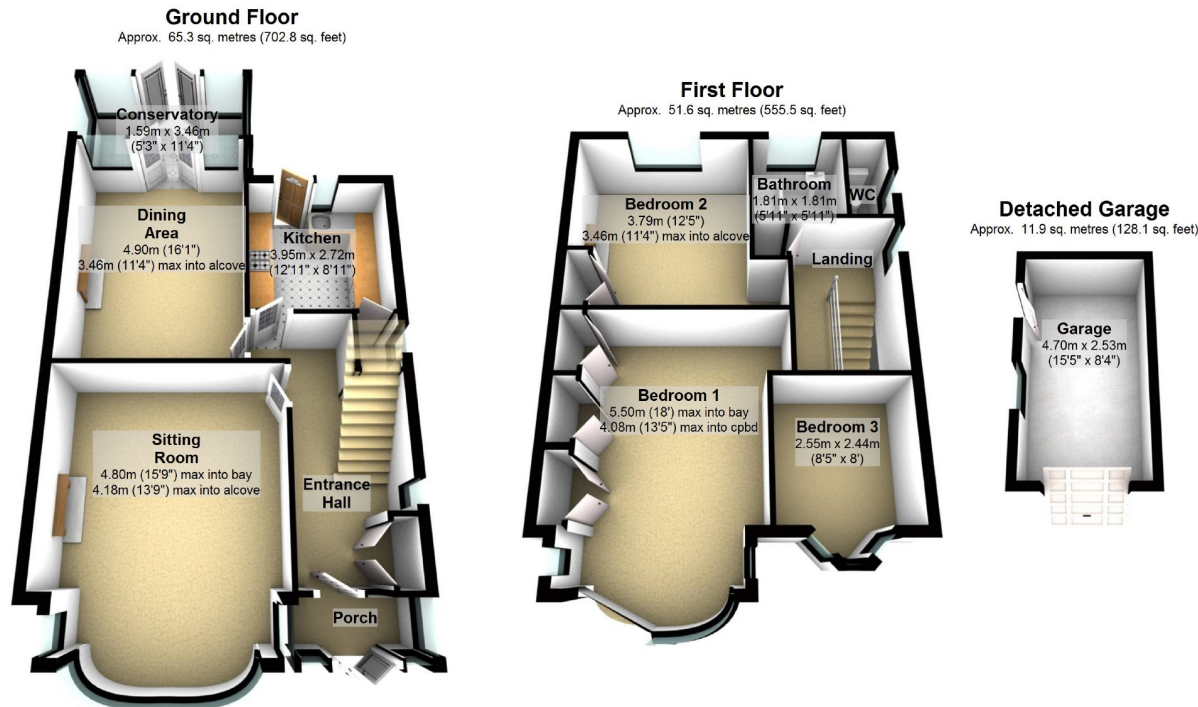 Ground Floor
Approx. 65.3 sq. metres (702.8 sq. feet)
Conservatory
1.59m x 3.46m
(5'3" x 11'4")
Dining
Area
4.90m (16'1")
3.46m (11'4") max into alcove
Kitchen
3.95m x 2.72m
(12'11" x 8'11")
Sitting
Room
4.80m (15'9") max into bay
4.18m (13'9") max into alcove
Entrance
Hall
Porch
First Floor
Approx. 51.6 sq. metres (555.5 sq. feet)
Bedroom 2
3.79m (12'5")
3.46m (11'4") max into alcove
Bathroom
1.81m x 1.81m
(5'11" x 5'11")
WC
Landing
Bedroom 1
5.50m (18') max into bay
4.08m (13'5") max into cpbd
Bedroom 3
2.55m x 2.44m
(8'5" x 8')
Detached Garage
Approx. 11.9 sq. metres (128.1 sq. feet)
Garage
4.70m x 2.53m
(15'5" x 8'4")